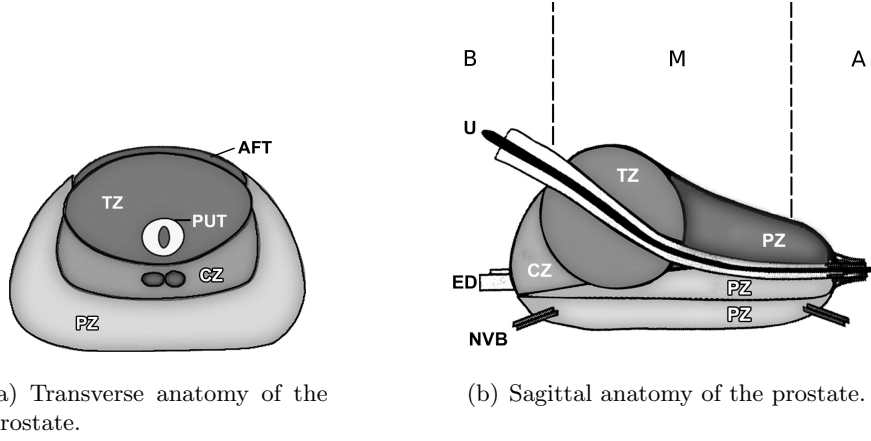 B M A
AFT
U
TZ
TZ
PUT
PZ
CZ
CZ
ED
PZ
PZ
PZ
NVB
a) Transverse anatomy of the
rostate.
(b) Sagittal anatomy of the prostate.